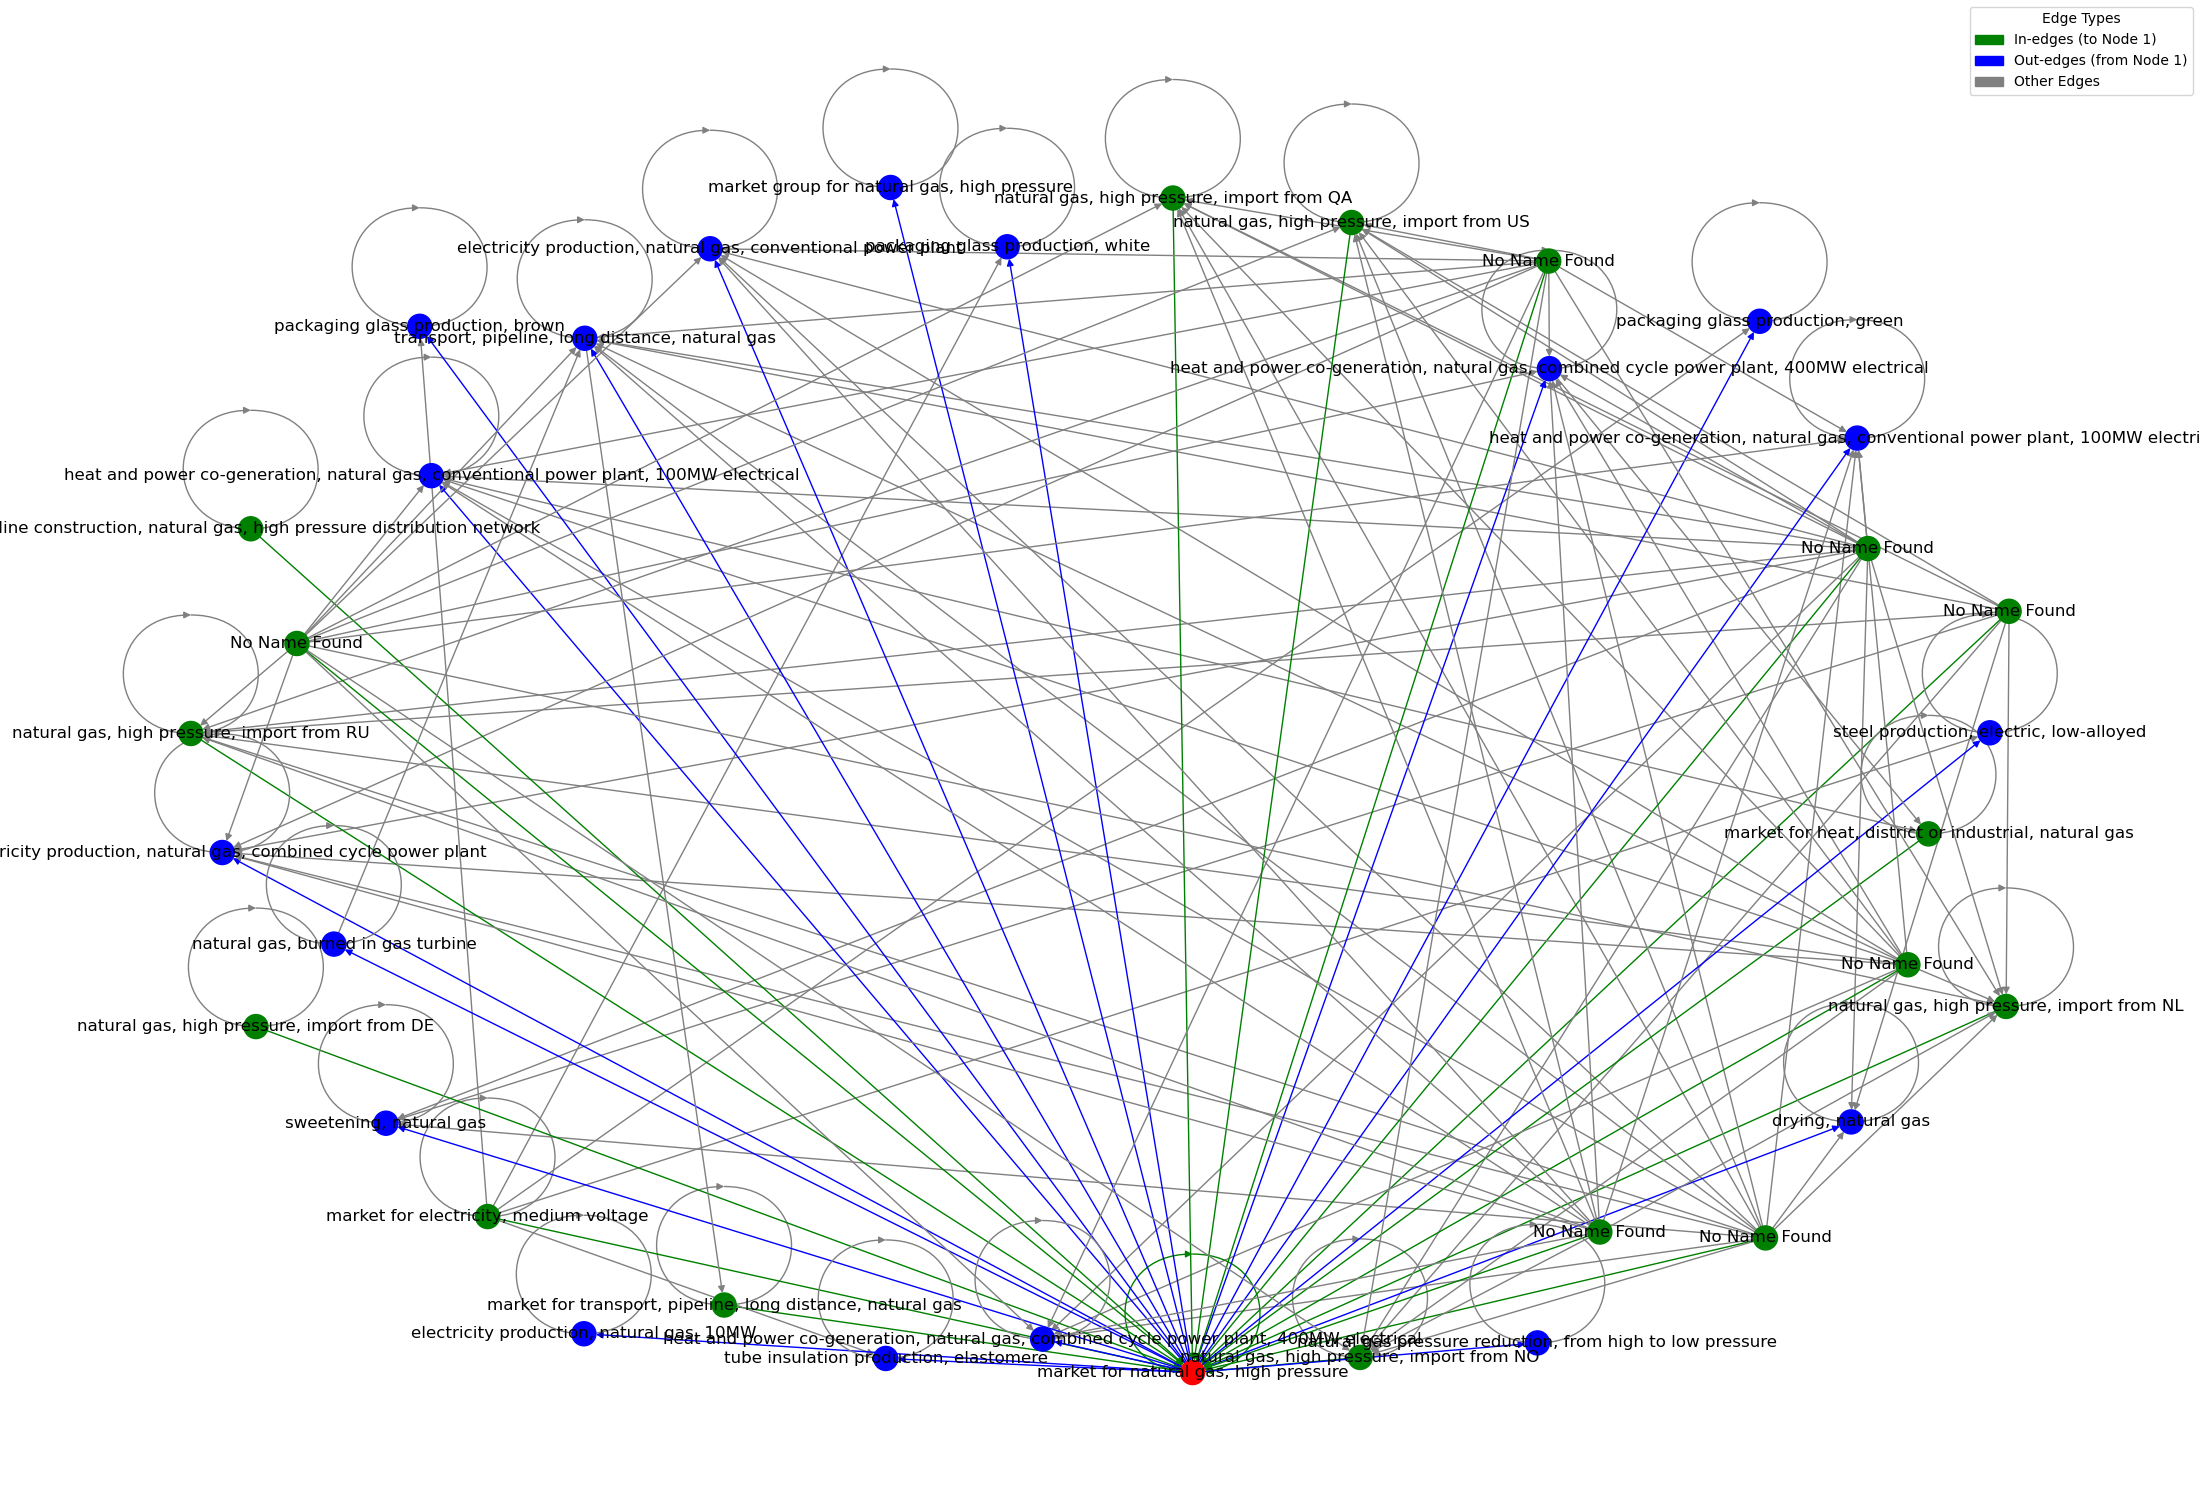 Edge Types
In-edges (to Node 1)
Out-edges (from Node 1)
Other Edges
market group for natural gas, high pressure
natural gas, high pressure, import from QA
natural gas, high pressure, import from US
electricity production, natural gas, conventional power plant
packaging glass production, white
No Name Found
packaging glass production, green
packaging glass production, brown
transport, pipeline, long distance, natural gas
heat and power co-generation, natural gas, combined cycle power plant, 400MW electrical
heat and power co-generation, natural gas, conventional power plant, 100MW electri
heat and power co-generation, natural gas, conventional power plant, 100MW electrical
line construction, natural gas, high pressure distribution network
No Name Found
No Name Found
No Name Found
natural gas, high pressure, import from RU
steel production, electric, low-alloyed
market for heat, district or industrial, natural gas
ricity production, natural gas, combined cycle power plant
natural gas, burned in gas turbine
No Name Found
natural gas, high pressure, import from NL
natural gas, high pressure, import from DE
sweetening, natural gas
drying, natural gas
market for electricity, medium voltage
No Name Found
No Name Found
market for transport, pipeline, long distance, natural gas
electricity production, natural gas, 10MW
heat and power co-generation, natural gas, combined cycle power plant, 400MW electrical
natural gas pressure reduction, from high to low pressure
tube insulation production, elastomere
natural gas, high pressure, import from NO
market for natural gas, high pressure